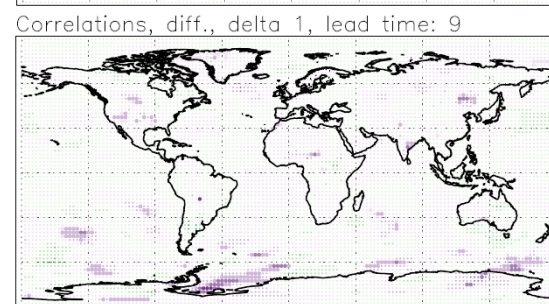 Correlations, diff., delta 1, lead time: 9